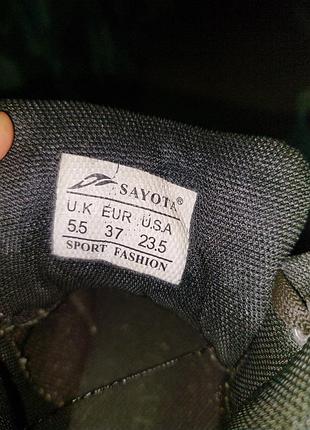 SAYOTA®
U.K EUR U.S.A
5.5 37 23.5
SPORT FASHION